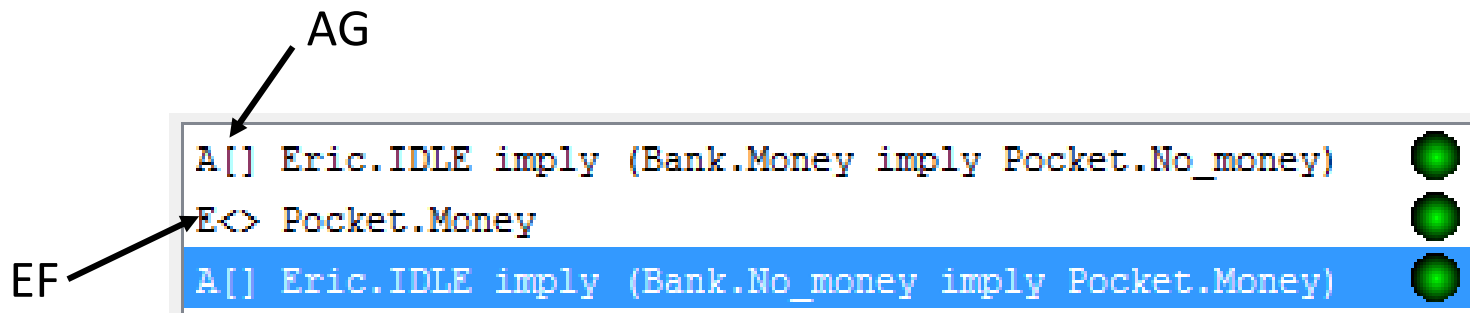 AG
A[] Eric.IDLE imply (Bank.Money imply Pocket.No_money)
E<> Pocket.Money
EF
A[] Eric.IDLE imply (Bank.No_money imply Pocket.Money)